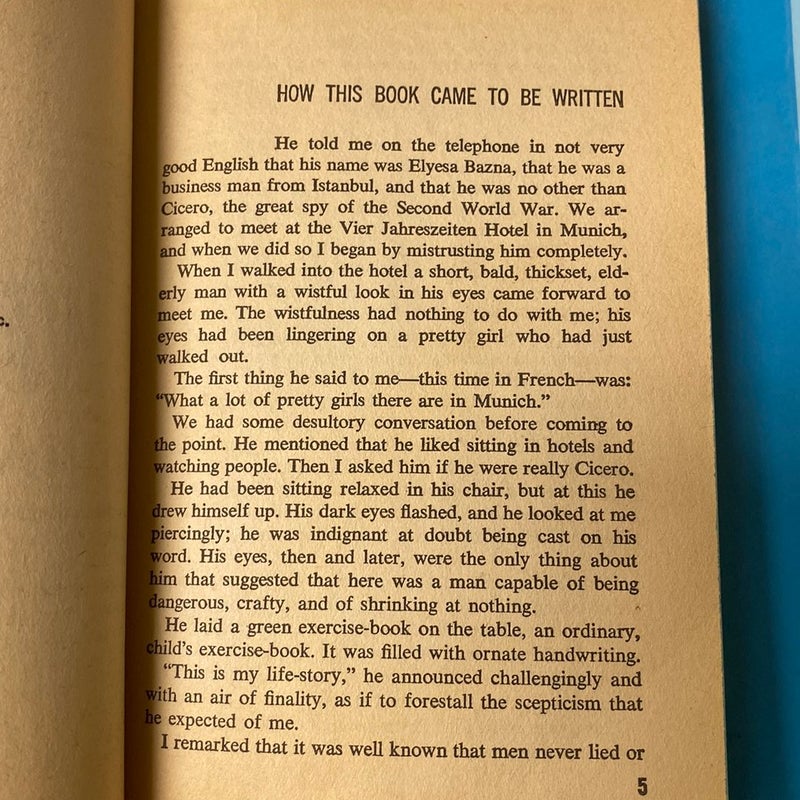 HOW THIS BOOK CAME TO BE WRITTEN
He told me on the telephone in not very
good English that his name was Elyesa Bazna, that he was a
business man from Istanbul, and that he was no other than
Cicero, the great spy of the Second World War. We ar-
ranged to meet at the Vier Jahreszeiten Hotel in Munich,
and when we did so I began by mistrusting him completely.
When I walked into the hotel a short, bald, thickset, eld-
erly man with a wistful look in his eyes came forward to
meet me. The wistfulness had nothing to do with me; his
eyes had been lingering on a pretty girl who had just
walked out.
The first thing he said to me—this time in French—was:
“What a lot of pretty girls there are in Munich.”
We had some desultory conversation before coming to
the point. He mentioned that he liked sitting in hotels and
watching people. Then I asked him if he were really Cicero.
He had been sitting relaxed in his chair, but at this he
drew himself up. His dark eyes flashed, and he looked at me
piercingly; he was indignant at doubt being cast on his
word. His eyes, then and later, were the only thing about
him that suggested that here was a man capable of being
dangerous, crafty, and of shrinking at nothing.
He laid a green exercise-book on the table, an ordinary,
child’s exercise-book. It was filled with ornate handwriting.
“This is my life-story,” he announced challengingly and
with an air of finality, as if to forestall the scepticism that
he expected of me.
I remarked that it was well known that men never lied or
5